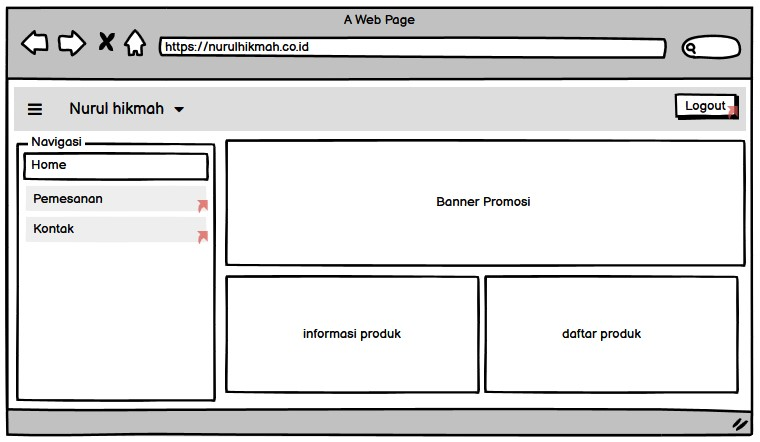 A Web Page
https://nurulhikmah.co.id
Nurul hikmah
Logout
Navigasi
Home
Pemesanan
Kontak
Banner Promosi
informasi produk
daftar produk